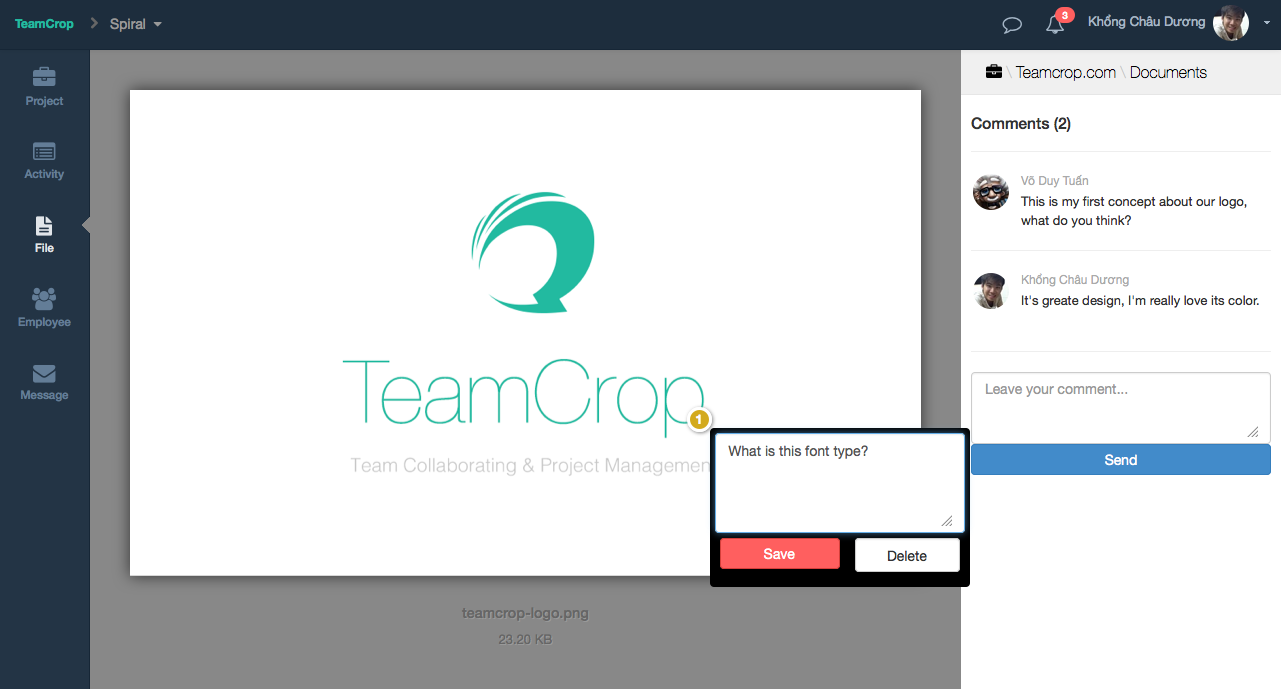 TeamCrop
Spiral
3
Khổng Châu Dương
Project
Activity
File
Employee
Message
TeamCrop
1
Team Collaborating & Project Managemen
What is this font type?
Save
Delete
teamcrop-logo.png
23.20 KB
\ Teamcrop.com \ Documents
Comments (2)
Võ Duy Tuấn
This is my first concept about our logo,
what do you think?
Khổng Châu Dương
It's greate design, I'm really love its color.
Leave your comment...
Send